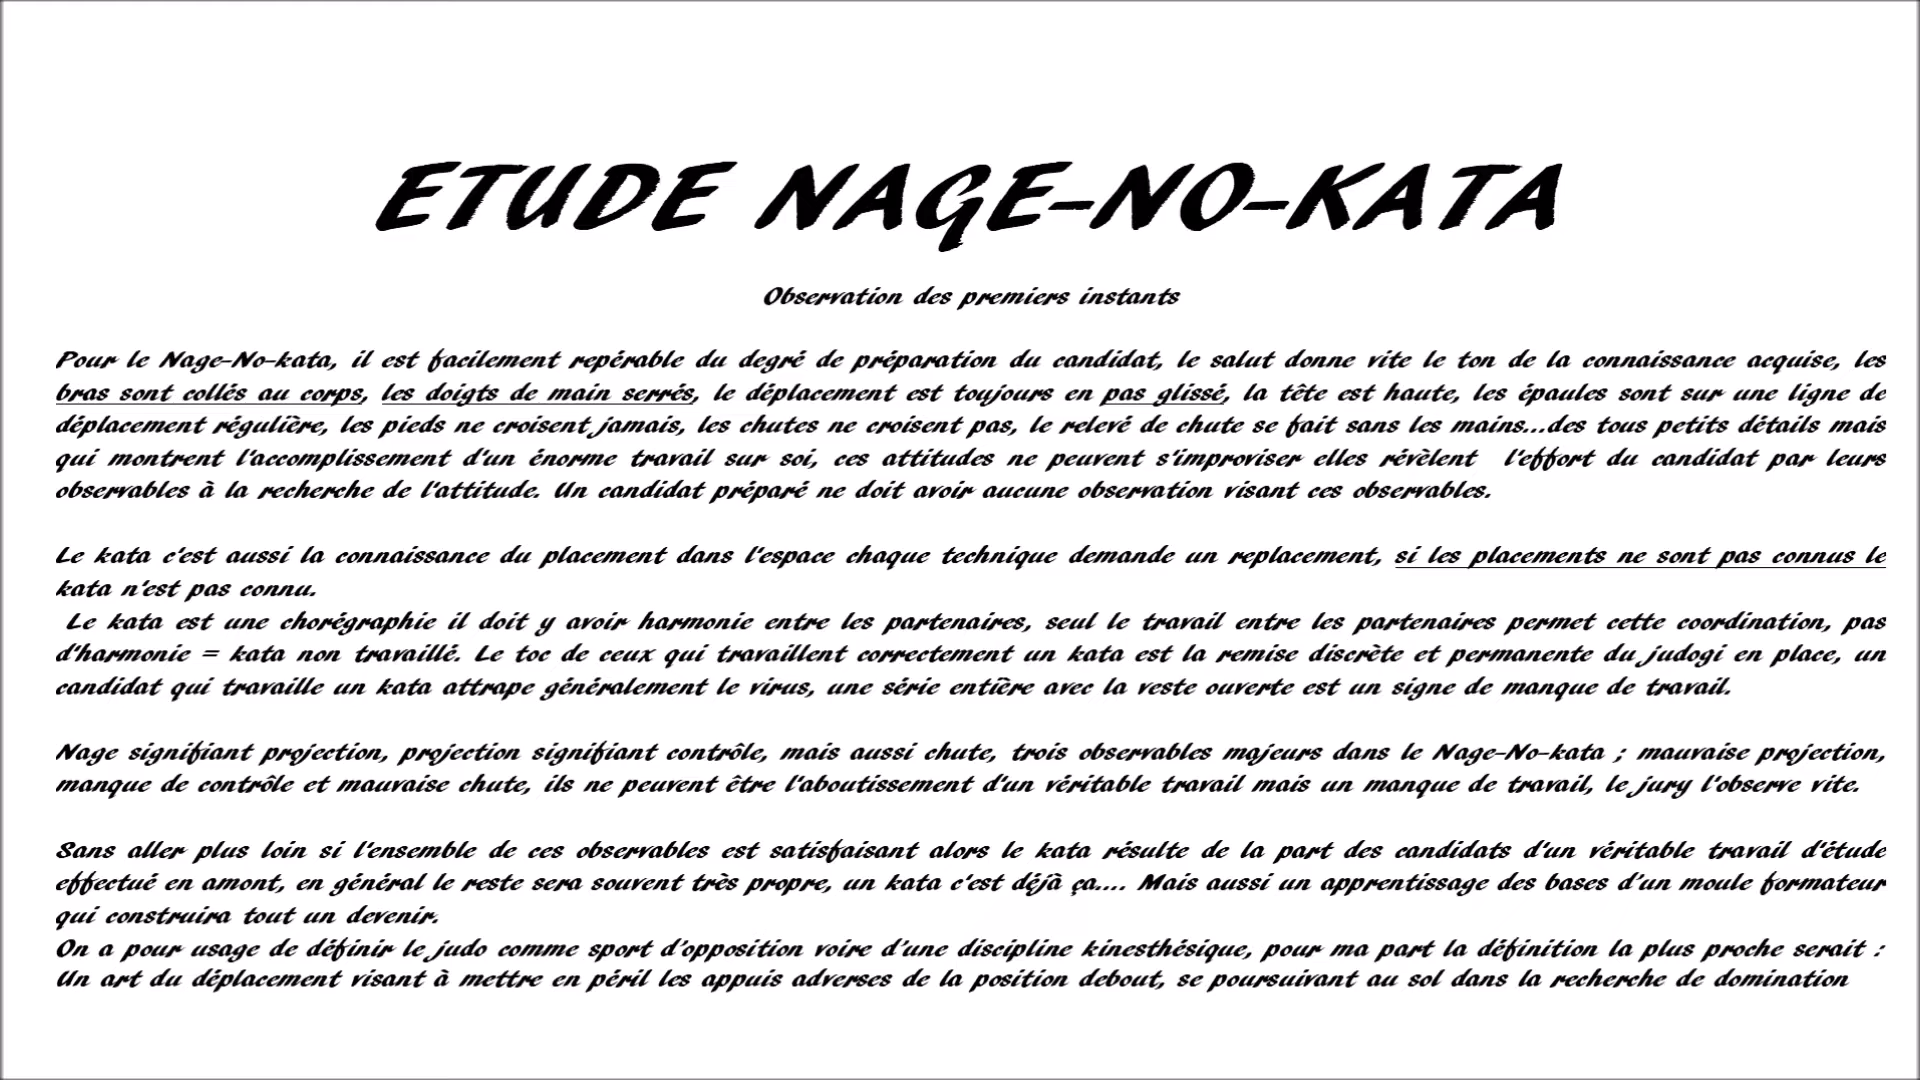 ETUDE NAGE-NO-KATA
Observation des premiers instants
Pour le Nage-No-kata, il est facilement repérable du degré de préparation du candidat, le salut donne vite le ton de la connaissance acquise, les
bras sont collés au corps, les doigts de main serrés, le déplacement est toujours en pas glissé, la tête est haute, les épaules sont sur une ligne de
déplacement régulière, les pieds ne croisent jamais, les chutes ne croisent pas, le relevé de chute se fait sans les mains...des tous petits détails mais
qui montrent l'accomplissement d'un énorme travail sur soi, ces attitudes ne peuvent s'improviser elles révèlent l'effort du candidat par leurs
observables à la recherche de l'attitude. Un candidat préparé ne doit avoir aucune observation visant ces observables.
Le kata c'est aussi la connaissance du placement dans l'espace chaque technique demande un replacement, si les placements ne sont pas connus le
kata n'est pas connu.
Le kata est une chorégraphie il doit y avoir harmonie entre les partenaires, seul le travail entre les partenaires permet cette coordination, pas
d'harmonie = kata non travaillé. Le toc de ceux qui travaillent correctement un kata est la remise discrète et permanente du judogi en place, un
candidat qui travaille un kata attrape généralement le virus, une série entière avec la veste ouverte est un signe de manque de travail.
Nage signifiant projection, projection signifiant contrôle, mais aussi chute, trois observables majeurs dans le Nage-No-kata ; mauvaise projection,
manque de contrôle et mauvaise chute, ils ne peuvent être l'aboutissement d'un véritable travail mais un manque de travail, le jury l'observe vite.
Sans aller plus loin si l'ensemble de ces observables est satisfaisant alors le kata résulte de la part des candidats d'un véritable travail d'étude
effectué en amont, en général le reste sera souvent très propre, un kata c'est déjà ça.... Mais aussi un apprentissage des bases d'un moule formateur
qui construira tout un devenir.
On a pour usage de définir le judo comme sport d'opposition voire d'une discipline kinesthésique, pour ma part la définition la plus proche serait :
Un art du déplacement visant à mettre en péril les appuis adverses de la position debout, se poursuivant au sol dans la recherche de domination